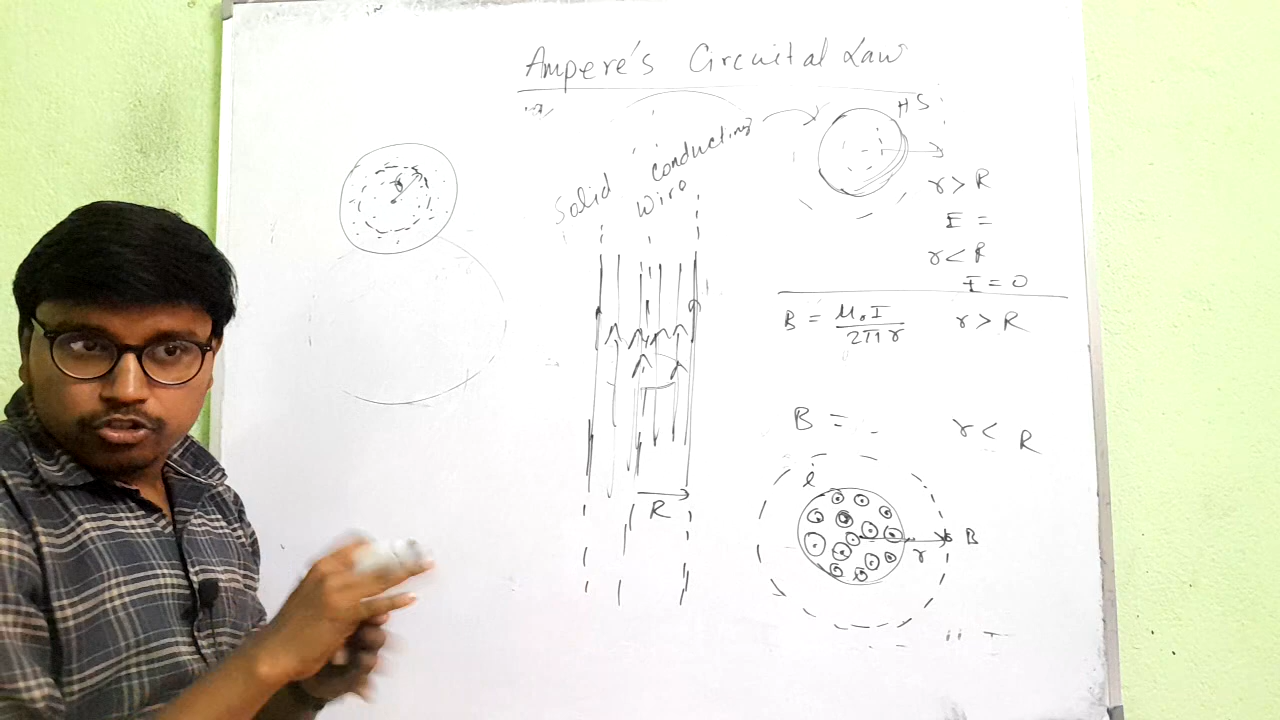 Ampere's Circuital Law
Solid conducting
wire
HS
r > R
E =
r < R
E = 0
B = μ₀I / 2πr r > R
B = r < R
R
i
r B